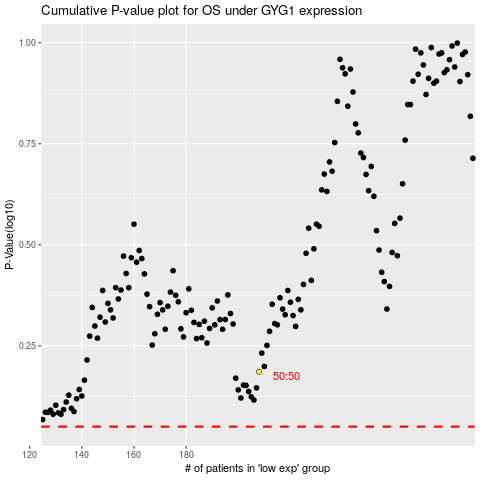 Cumulative P-value plot for OS under GYG1 expression
1.00
0.75
0.50
0.25
P-Value(log10)
50:50
120 140 160 180
# of patients in 'low exp' group